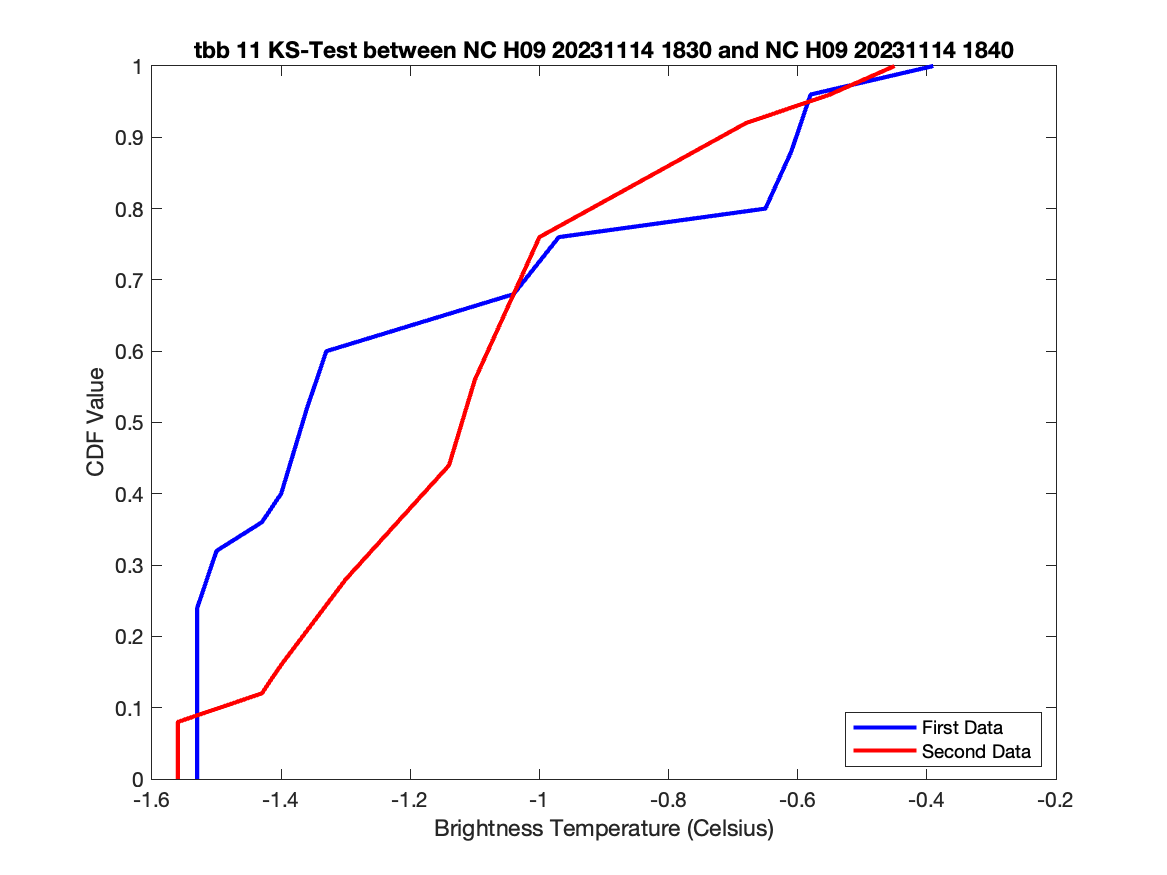 tbb 11 KS-Test between NC H09 20231114 1830 and NC H09 20231114 1840
1
0.9
0.8
0.7
0.6
0.5
0.4
0.3
0.2
0.1
0
CDF Value
First Data
Second Data
-1.6 -1.4 -1.2 -1 -0.8 -0.6 -0.4 -0.2
Brightness Temperature (Celsius)